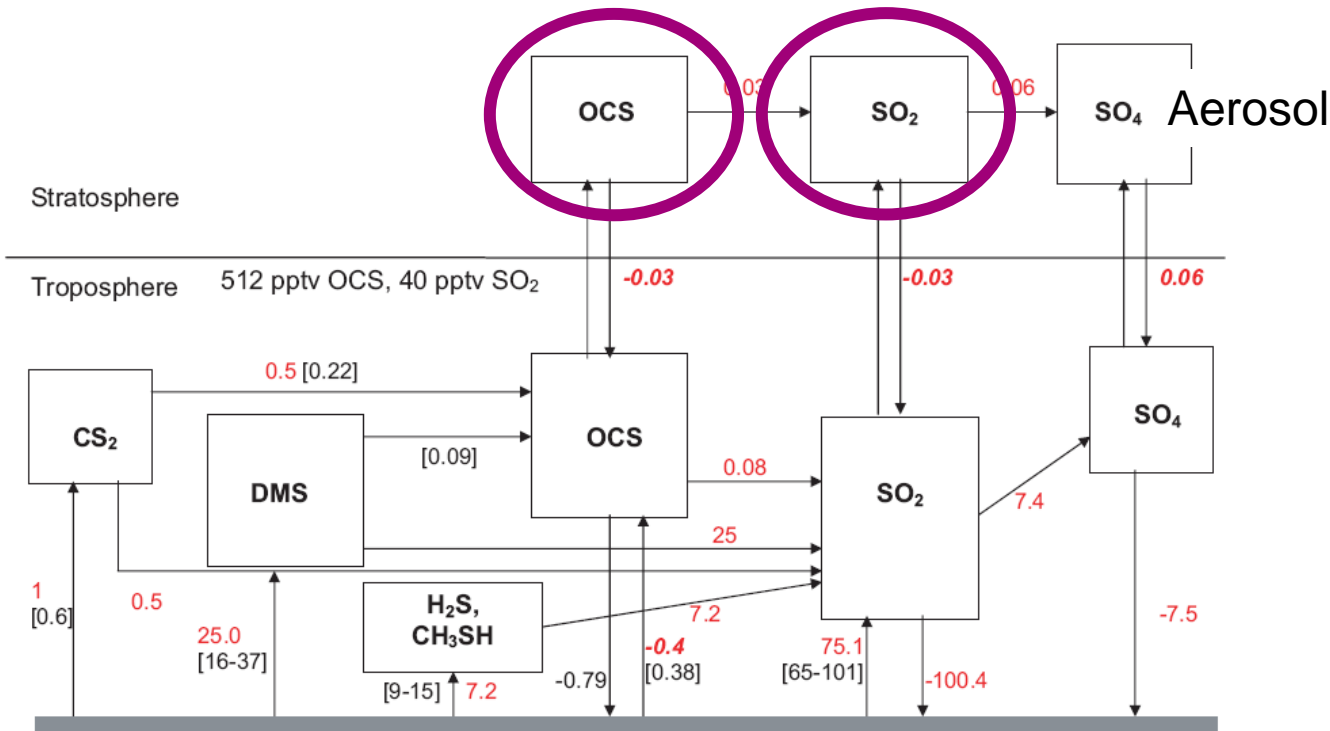 0.03
0.06
OCS
SO₂
SO₄ Aerosol
Stratosphere
Troposphere 512 pptv OCS, 40 pptv SO₂
-0.03
-0.03
0.06
0.5 [0.22]
CS₂
[0.09]
OCS
SO₄
DMS
0.08
SO₂
7.4
25
1
[0.6]
0.5
H₂S,
CH₃SH
7.2
25.0
[16-37]
[9-15] 7.2
-0.79
-0.4
[0.38]
75.1
[65-101]
-100.4
-7.5